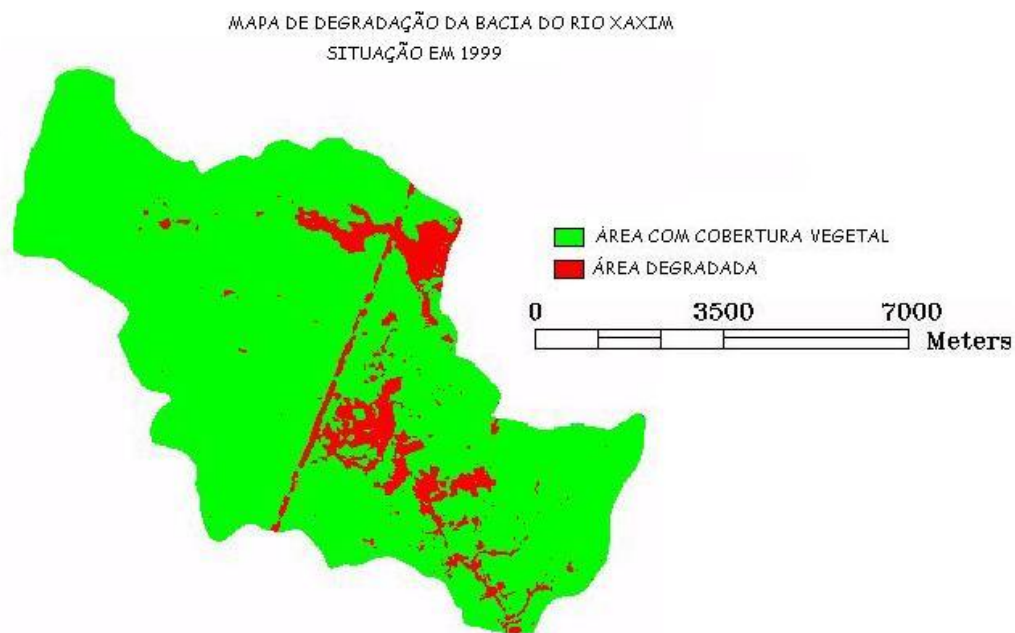 MAPA DE DEGRADAÇÃO DA BACIA DO RIO XAXIM
SITUAÇÃO EM 1999
ÁREA COM COBERTURA VEGETAL
ÁREA DEGRADADA
0 3500 7000
Meters